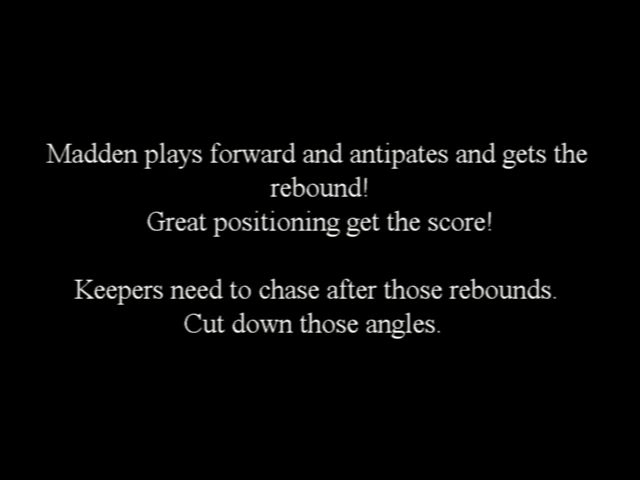 Madden plays forward and antipates and gets the
rebound!
Great positioning get the score!
Keepers need to chase after those rebounds.
Cut down those angles.